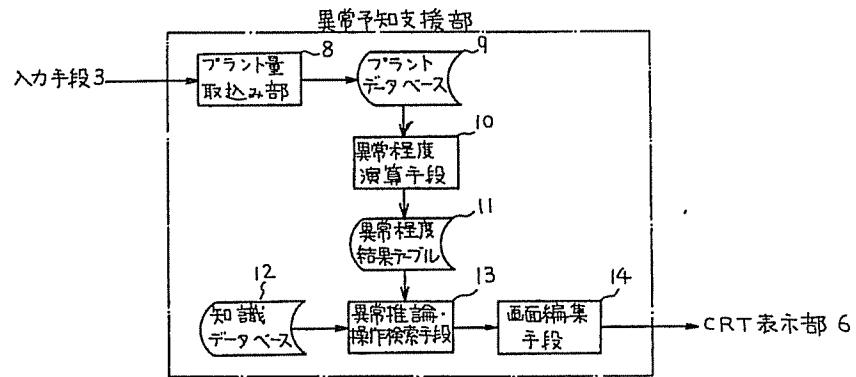 異常予知支援部
8
9
入力手段3
プラント量
取込み部
プラント
データベース
10
異常程度
演算手段
11
異常程度
結果テーブル
12
13
14
知識
データベース
異常推論・
操作検索手段
画面編集
手段
CRT表示部 6